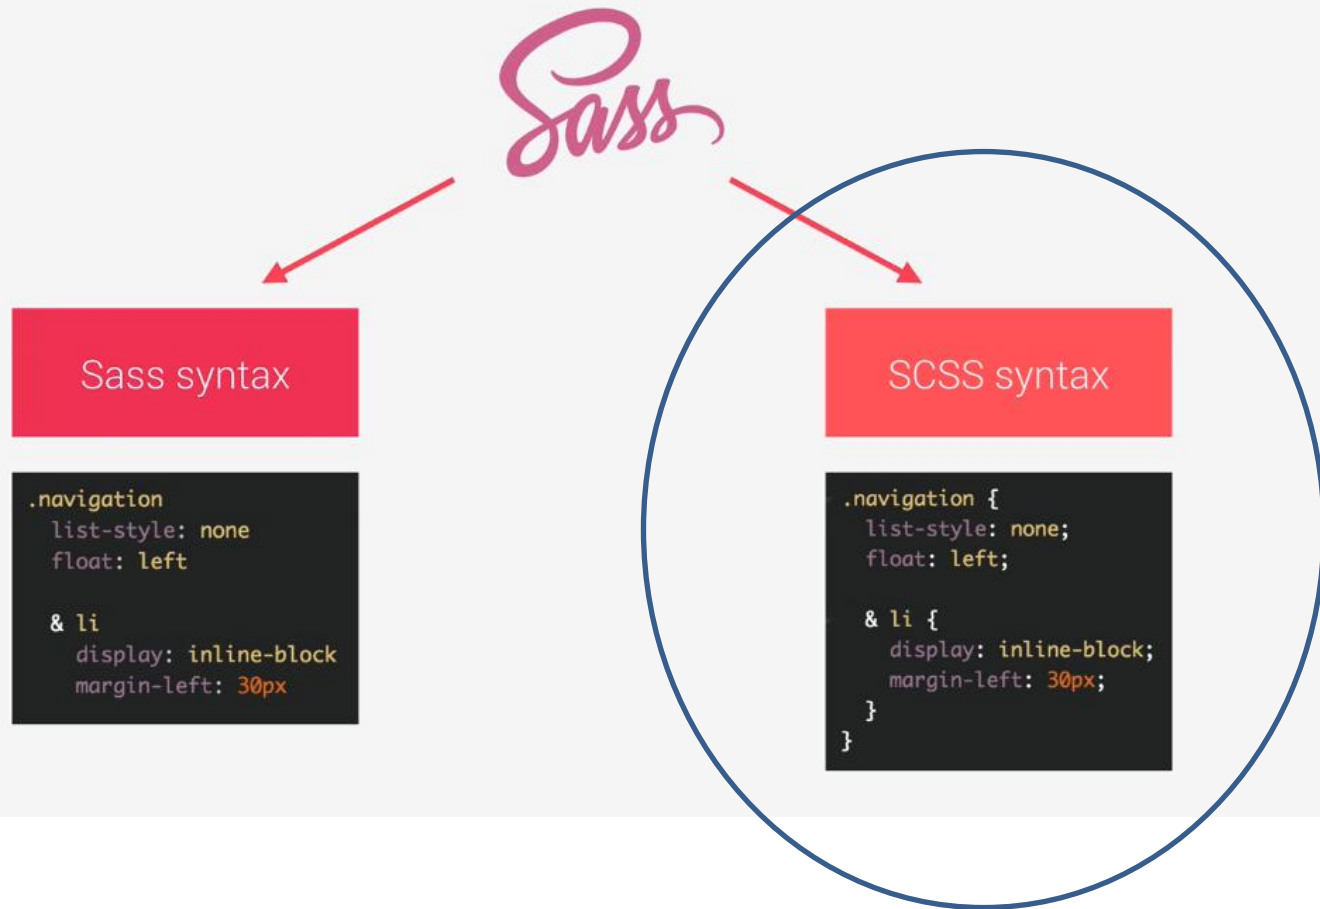 Sass
Sass syntax
.navigation
  list-style: none
  float: left

  & li
    display: inline-block
    margin-left: 30px
SCSS syntax
.navigation {
  list-style: none;
  float: left;

  & li {
    display: inline-block;
    margin-left: 30px;
  }
}